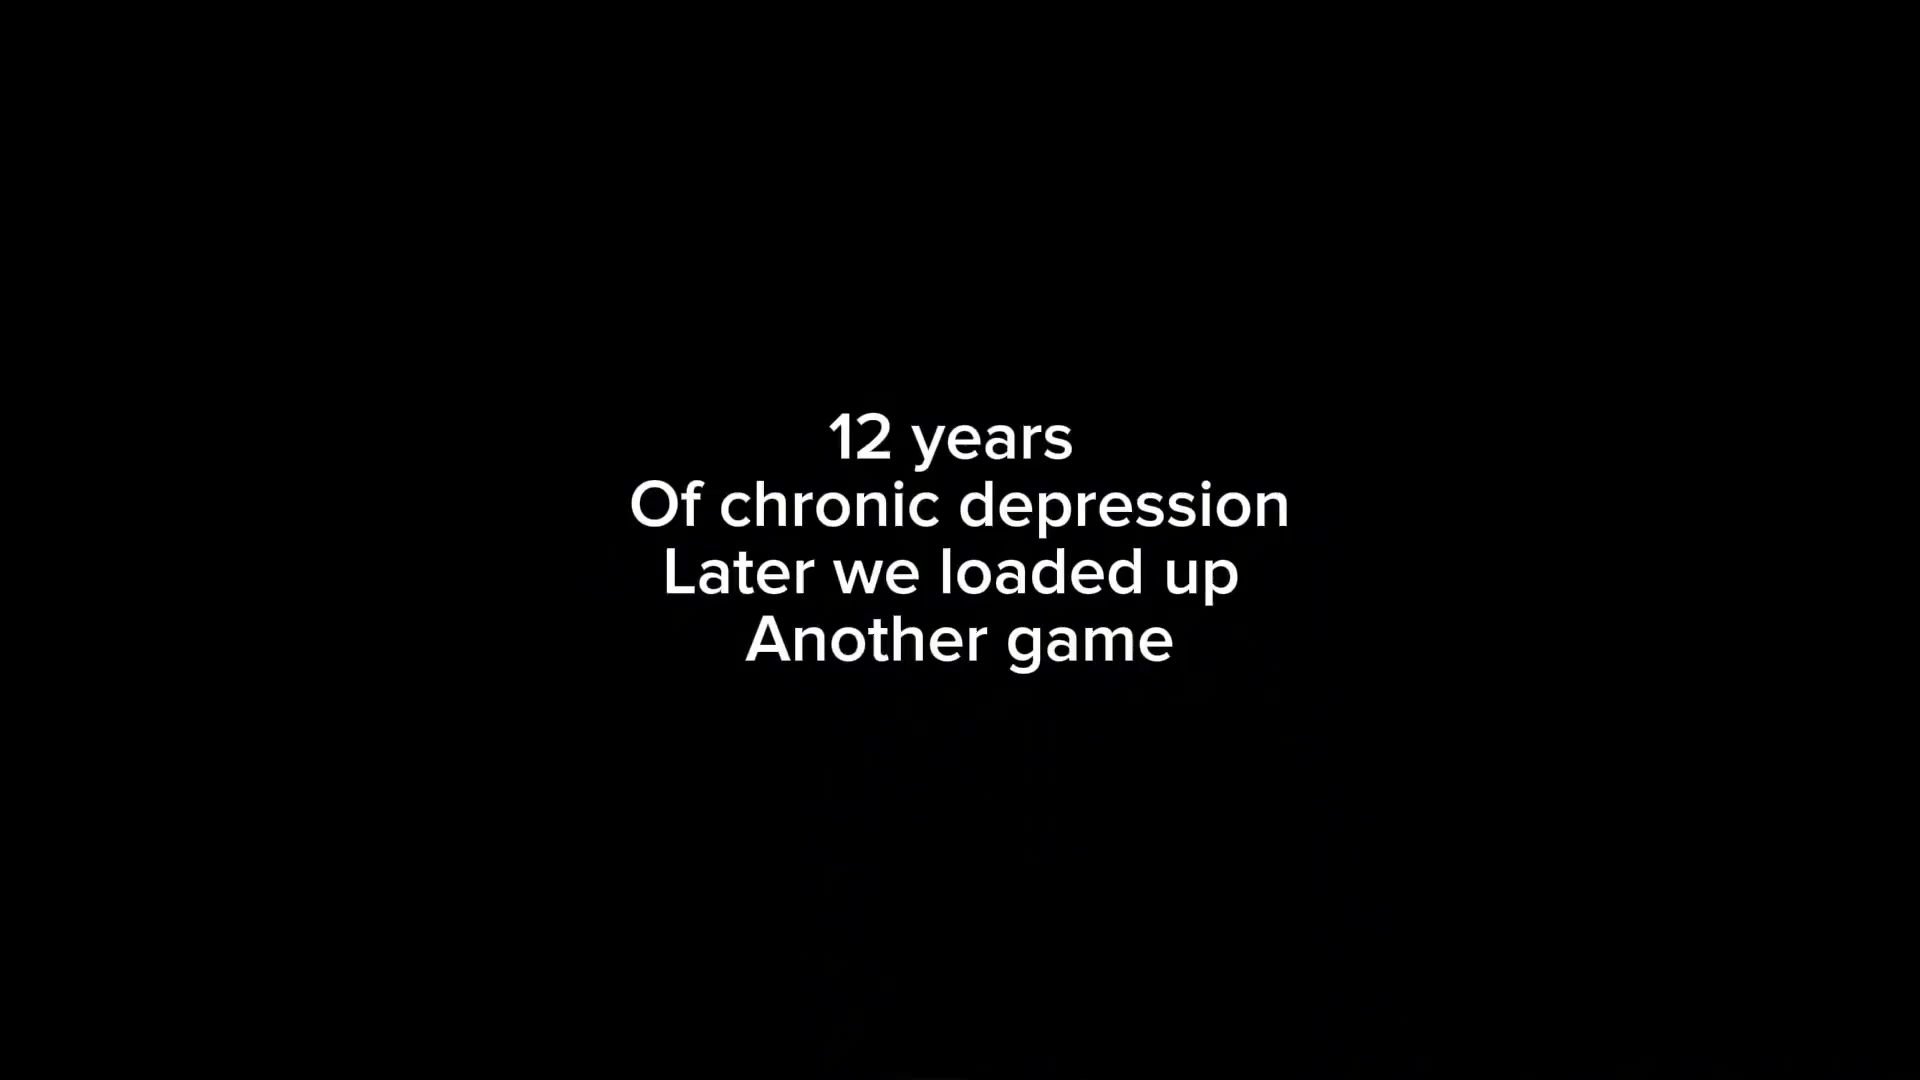 12 years
Of chronic depression
Later we loaded up
Another game